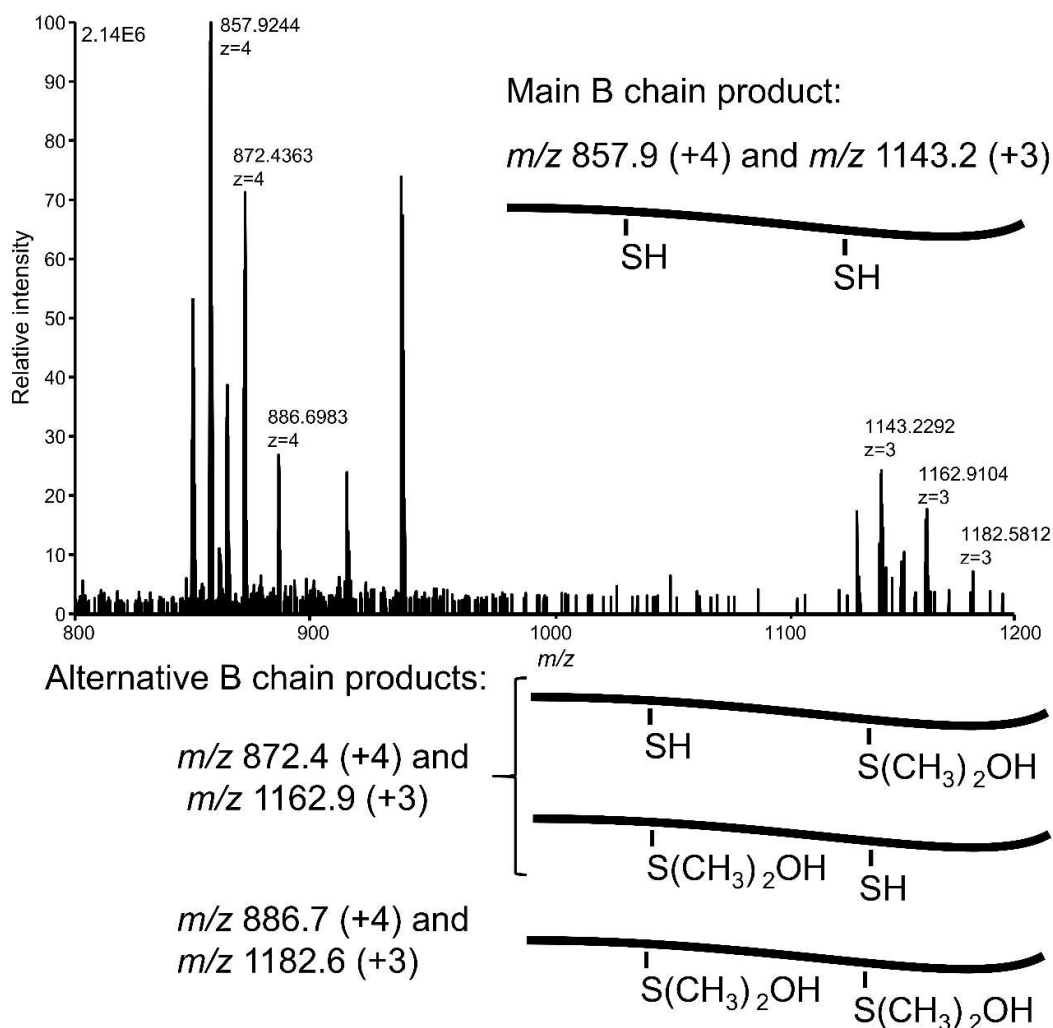 100
2.14E6
857.9244
z=4
90
80
872.4363
z=4
70
60
50
40
886.6983
z=4
30
20
10
0
Relative intensity
1143.2292
z=3
1162.9104
z=3
1182.5812
z=3
800
900
1000
1100
1200
m/z
Main B chain product:
m/z 857.9 (+4) and m/z 1143.2 (+3)
SH
SH
Alternative B chain products:
m/z 872.4 (+4) and
m/z 1162.9 (+3)
SH
S(CH₃)₂OH
S(CH₃)₂OH
SH
m/z 886.7 (+4) and
m/z 1182.6 (+3)
S(CH₃)₂OH
S(CH₃)₂OH